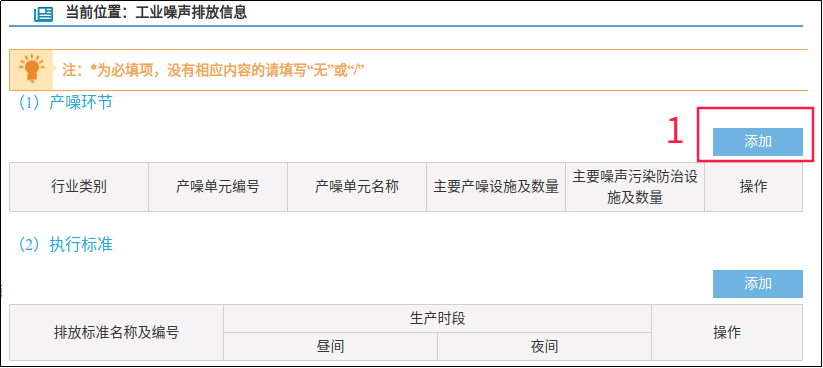 当前位置：工业噪声排放信息
注：*为必填项，没有相应内容的请填写“无”或“/”
（1）产噪环节
1
添加
行业类别 产噪单元编号 产噪单元名称 主要产噪设施及数量 主要噪声污染防治设 操作
施及数量
（2）执行标准
添加
排放标准名称及编号 生产时段 操作
昼间 夜间